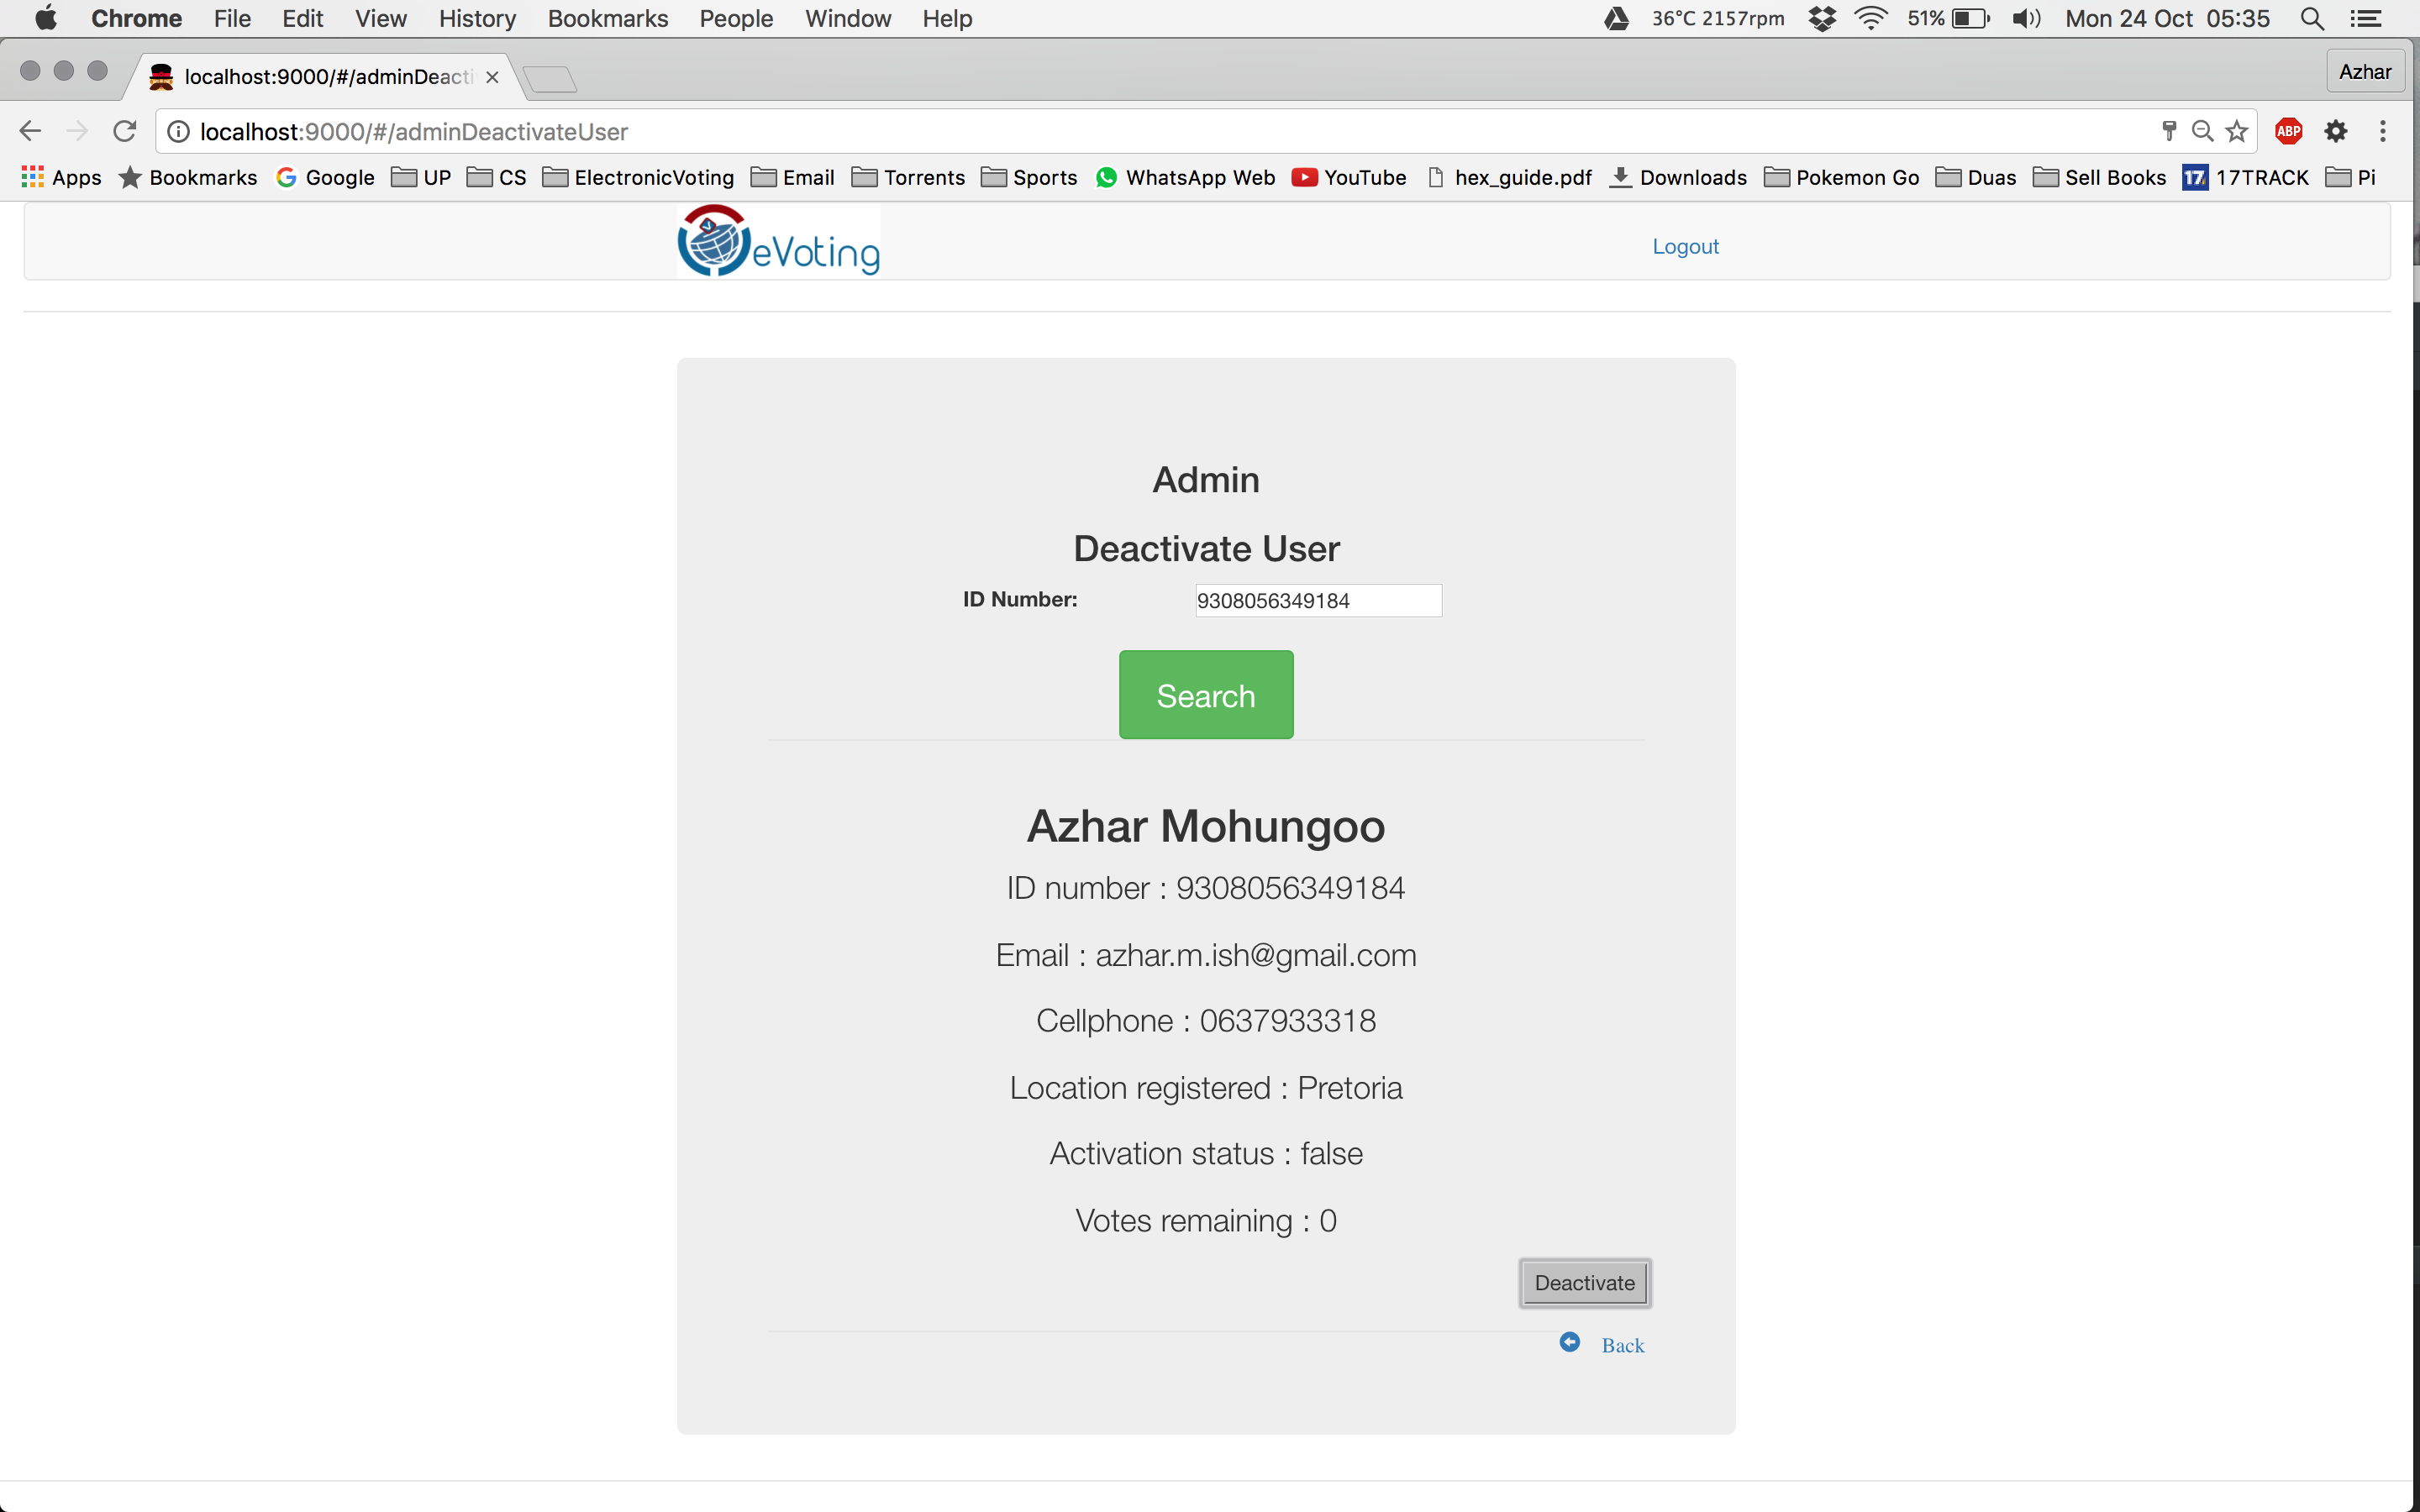 Chrome File Edit View History Bookmarks People Window Help 36°C 2157rpm 51% Mon 24 Oct 05:35
localhost:9000/#/adminDeacti Azhar
localhost:9000/#/adminDeactivateUser ABP
Apps Bookmarks Google UP CS ElectronicVoting Email Torrents Sports WhatsApp Web YouTube hex_guide.pdf Downloads Pokemon Go Duas Sell Books 17 17TRACK Pi
eVoting Logout
Admin
Deactivate User
ID Number: 9308056349184
Search
Azhar Mohungoo
ID number : 9308056349184
Email : azhar.m.ish@gmail.com
Cellphone : 0637933318
Location registered : Pretoria
Activation status : false
Votes remaining : 0
Deactivate
Back